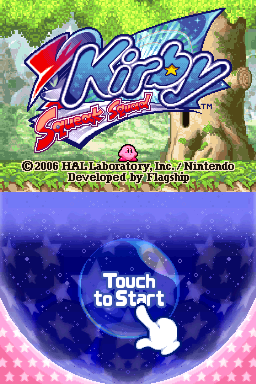 Kirby
Squeak Squad
TM
©2006 HAL Laboratory, Inc./Nintendo
Developed by Flagship
Touch
to Start